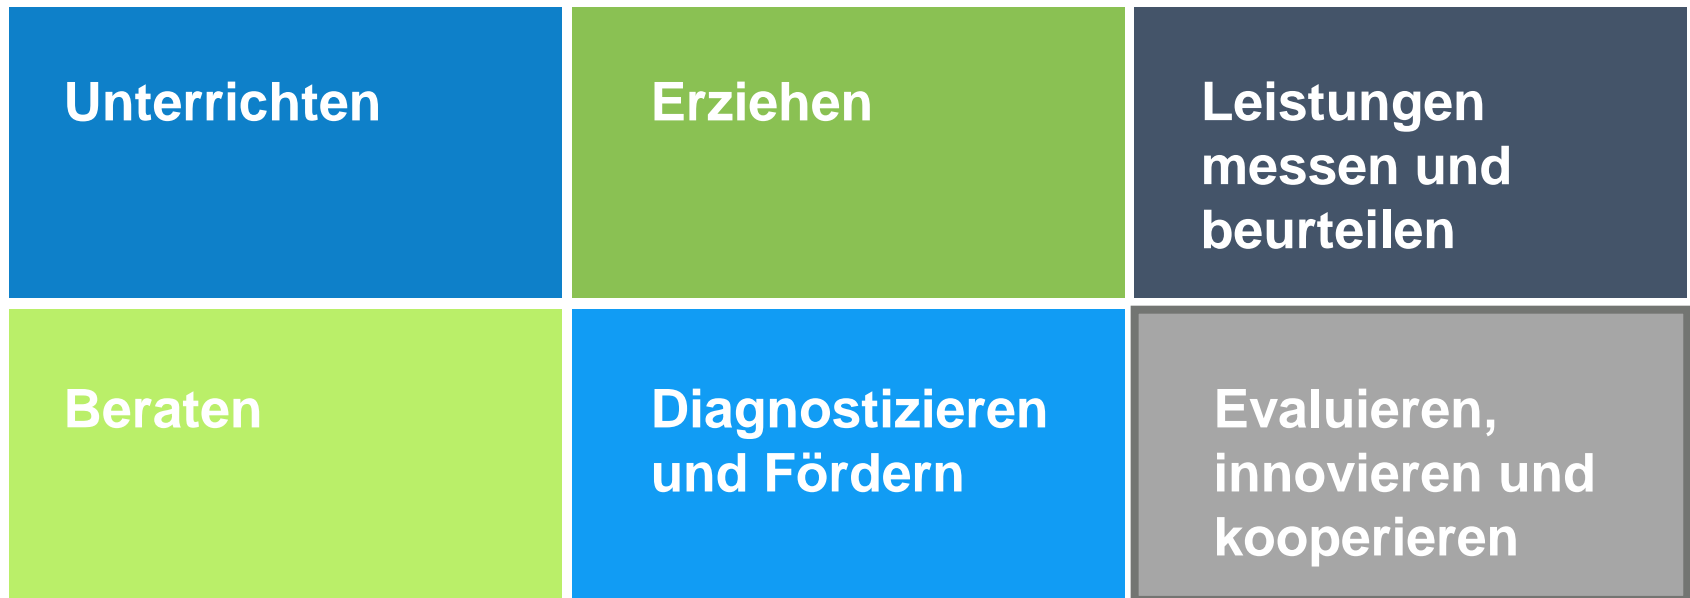 Unterrichten
Erziehen
Leistungen
messen und
beurteilen
Beraten
Diagnostizieren
und Fördern
Evaluieren,
innovieren und
kooperieren